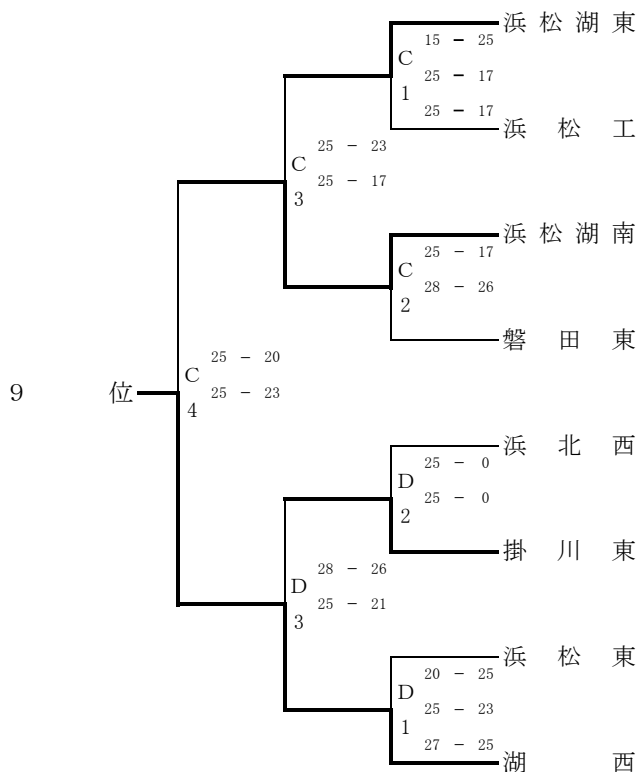 浜松湖東
15 － 25
C 25 － 17
1 25 － 17
浜松工
C 25 － 23
3 25 － 17
浜松湖南
C 25 － 17
2 28 － 26
磐田東
9位
C 25 － 20
4 25 － 23
浜北西
D 25 － 0
2 25 － 0
掛川東
D 28 － 26
3 25 － 21
浜松東
20 － 25
D 25 － 23
1 27 － 25
湖西